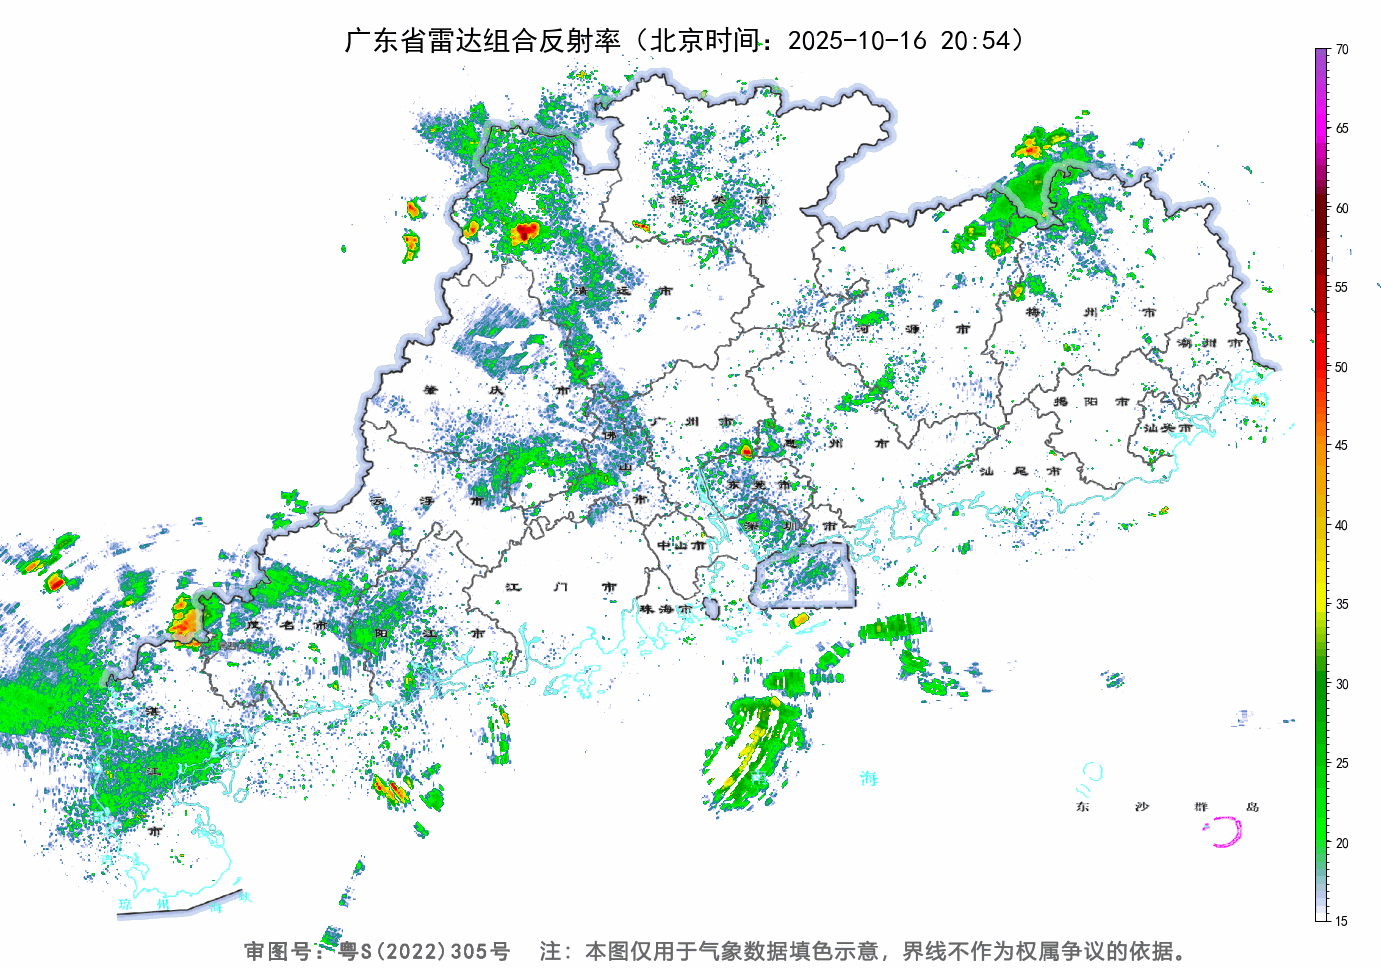 广东省雷达组合反射率（北京时间：2025-10-16 20:54）
70
65
60
55
50
45
40
35
30
25
20
15
韶关市
清远市
河源市
梅州市
潮州市
肇庆市
广州市
佛山市
惠州市
揭阳市
汕头市
汕尾市
东莞市
云浮市
深圳市
中山市
江门市
珠海市
茂名市
阳江市
湛江市
海
东沙群岛
琼州海峡
审图号：粤S(2022)305号 注：本图仅用于气象数据填色示意，界线不作为权属争议的依据。